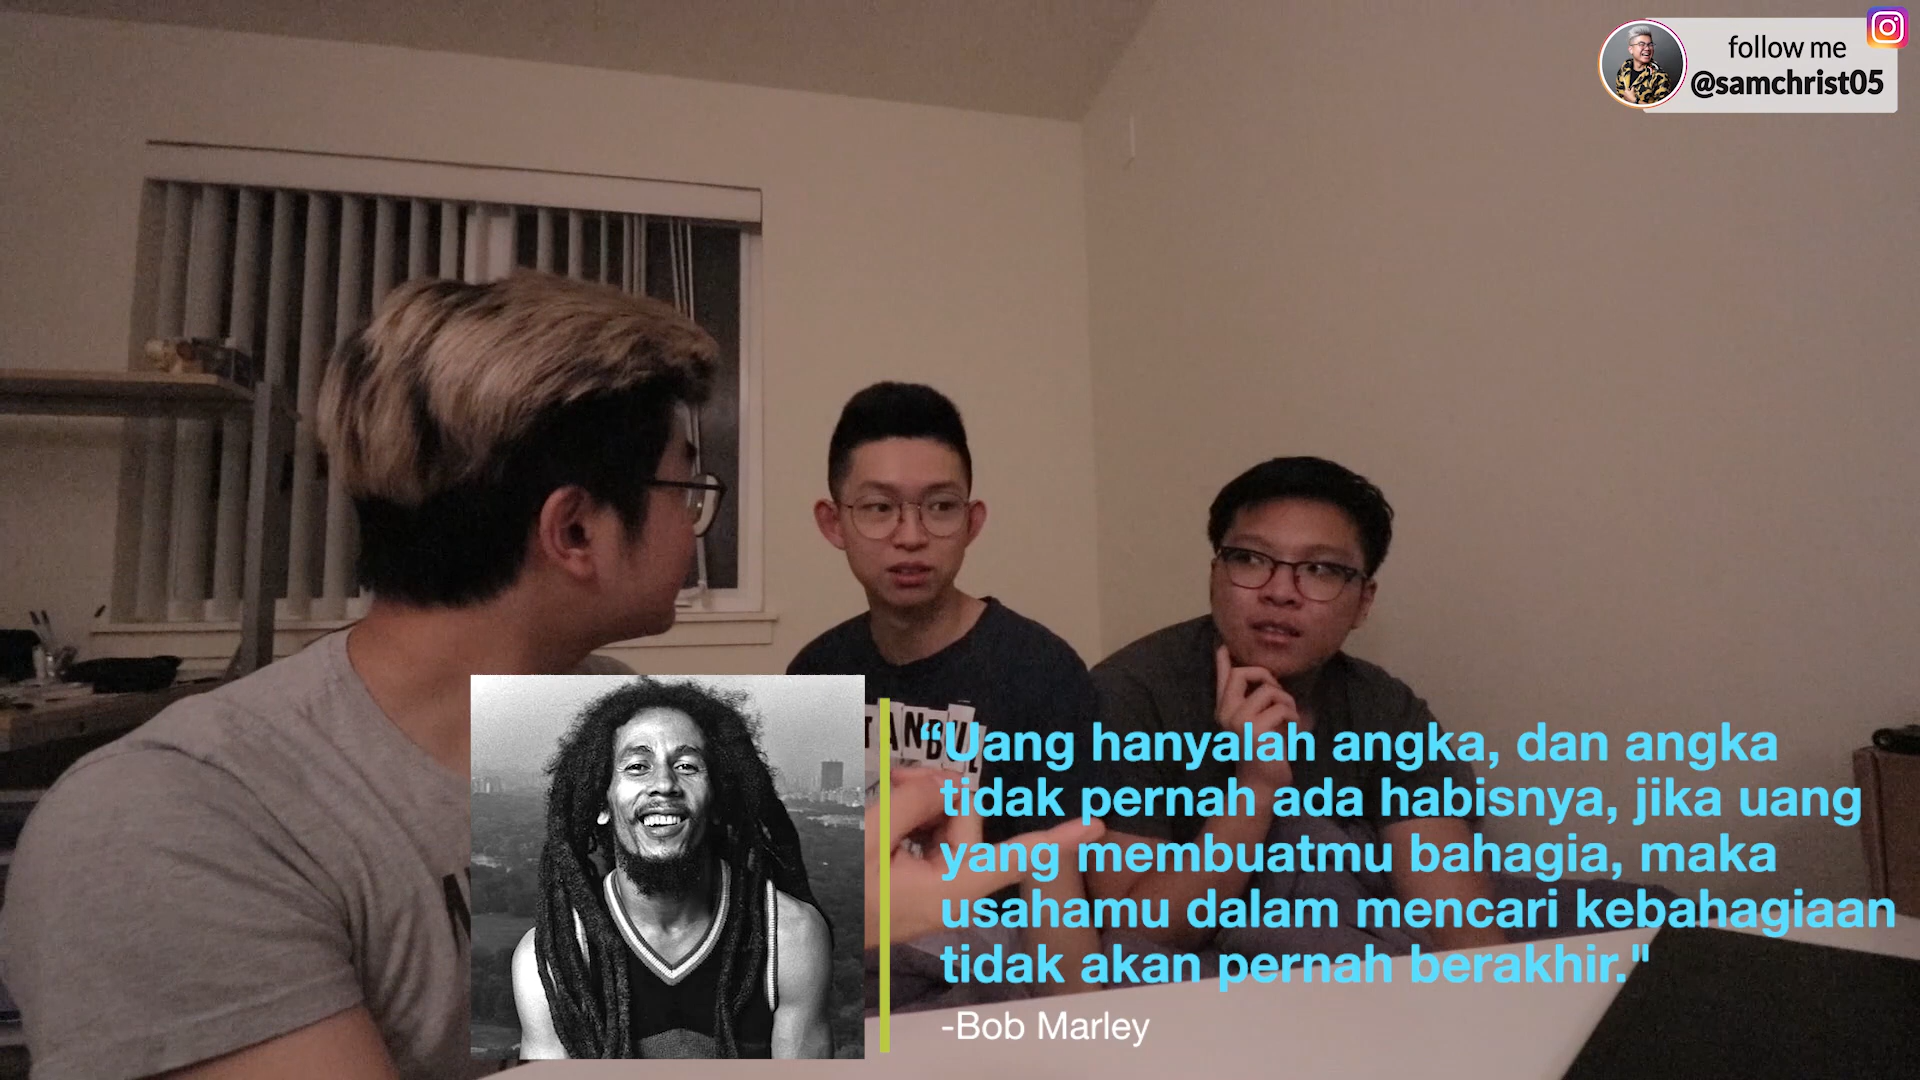 follow me
@samchrist05
"Uang hanyalah angka, dan angka
tidak pernah ada habisnya, jika uang
yang membuatmu bahagia, maka
usahamu dalam mencari kebahagiaan
tidak akan pernah berakhir."
-Bob Marley